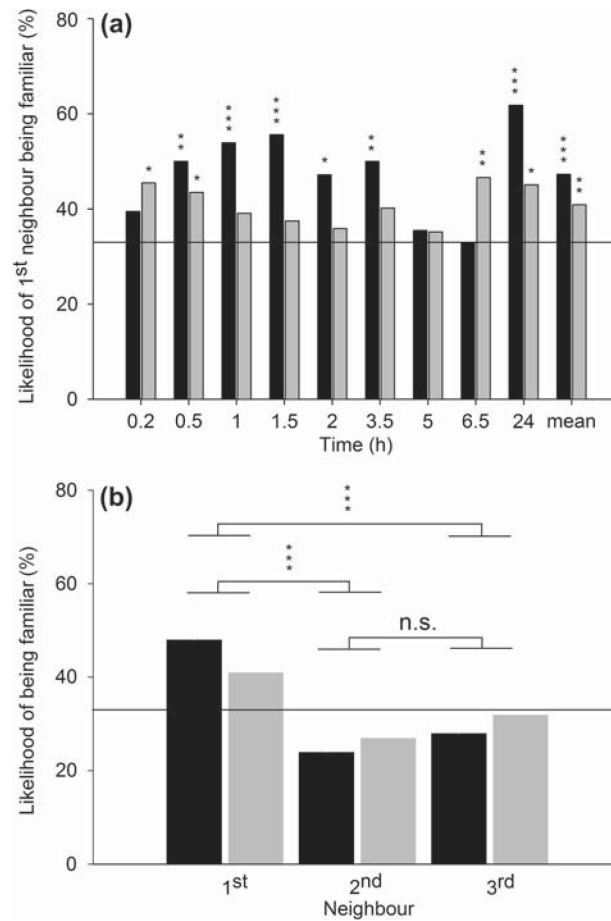 (a)
Likelihood of 1st neighbour being familiar (%)
80
60
40
20
0
* ** * *** *** * ** ** *** * *** **
0.2 0.5 1 1.5 2 3.5 5 6.5 24 mean
Time (h)
(b)
Likelihood of being familiar (%)
80
60
40
20
0
***
***
n.s.
1st 2nd 3rd
Neighbour